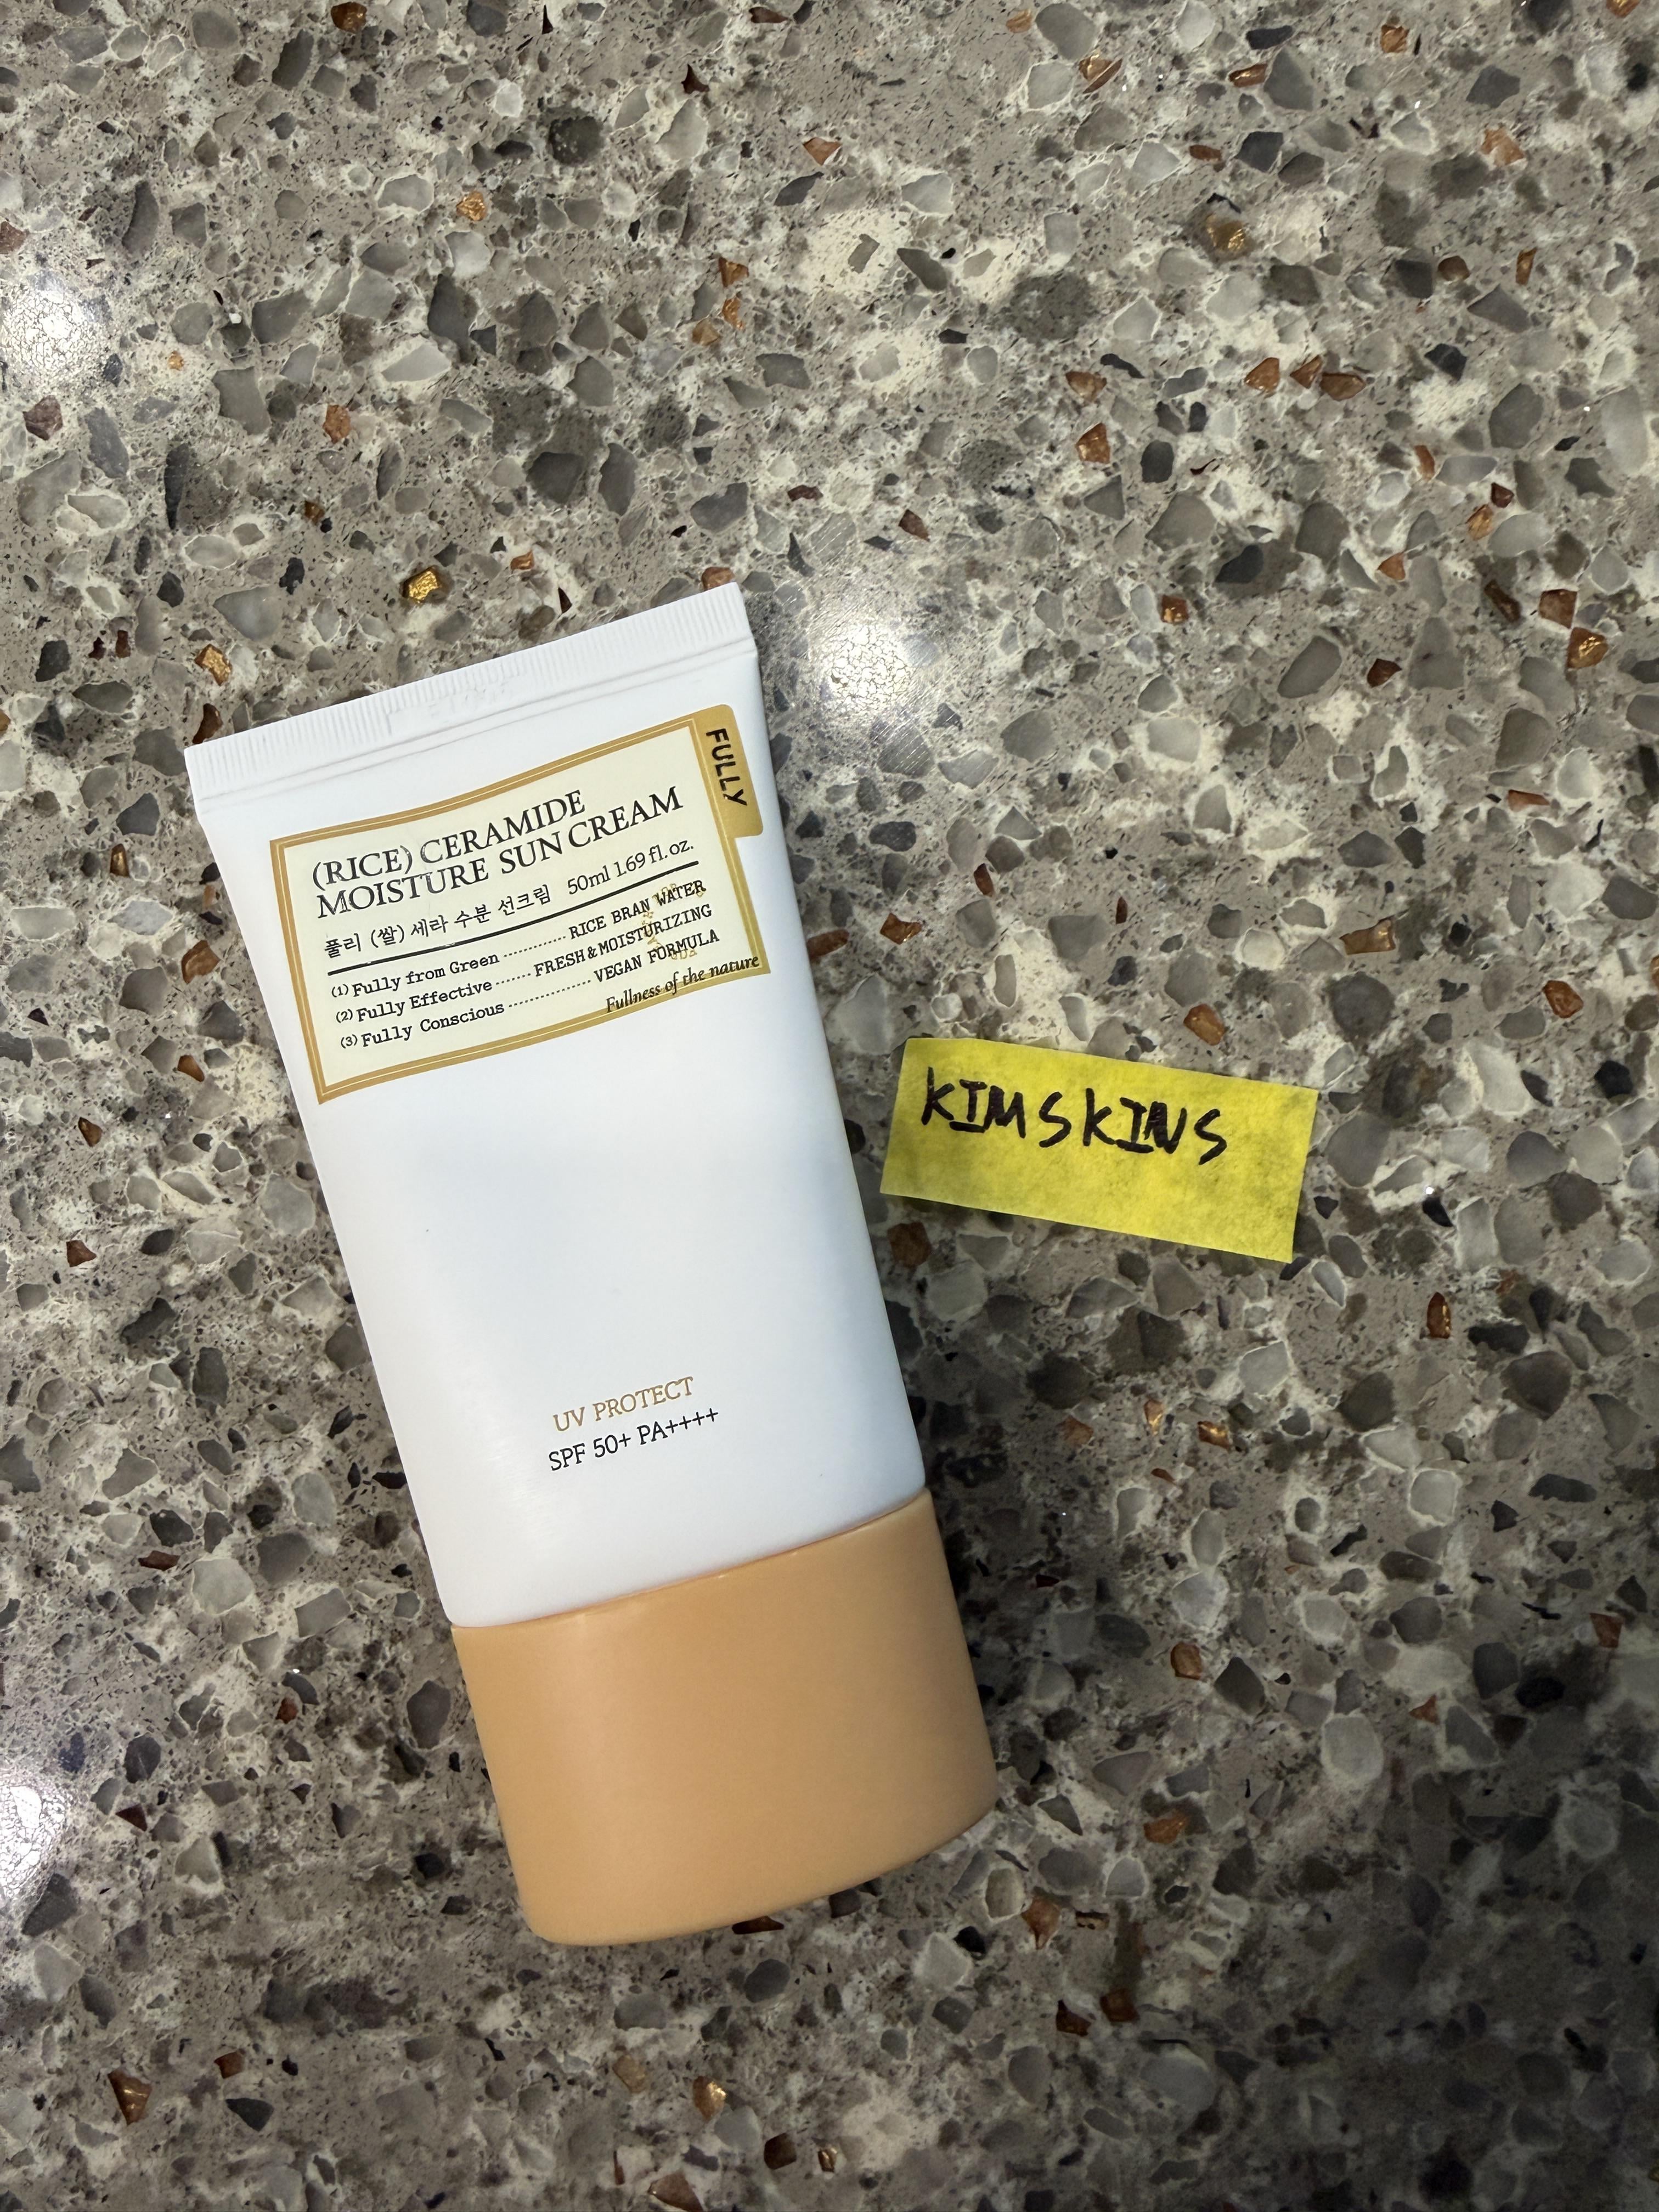 FULLY
(RICE) CERAMIDE
MOISTURE SUN CREAM
풀리 (쌀) 세라 수분 선크림 50ml 1.69 fl. oz.
(1) Fully from Green ············ RICE BRAN WATER
(2) Fully Effective ······· FRESH & MOISTURIZING
(3) Fully Conscious ················ VEGAN FORMULA
Fullness of the nature
UV PROTECT
SPF 50+ PA++++
KIMSKINS